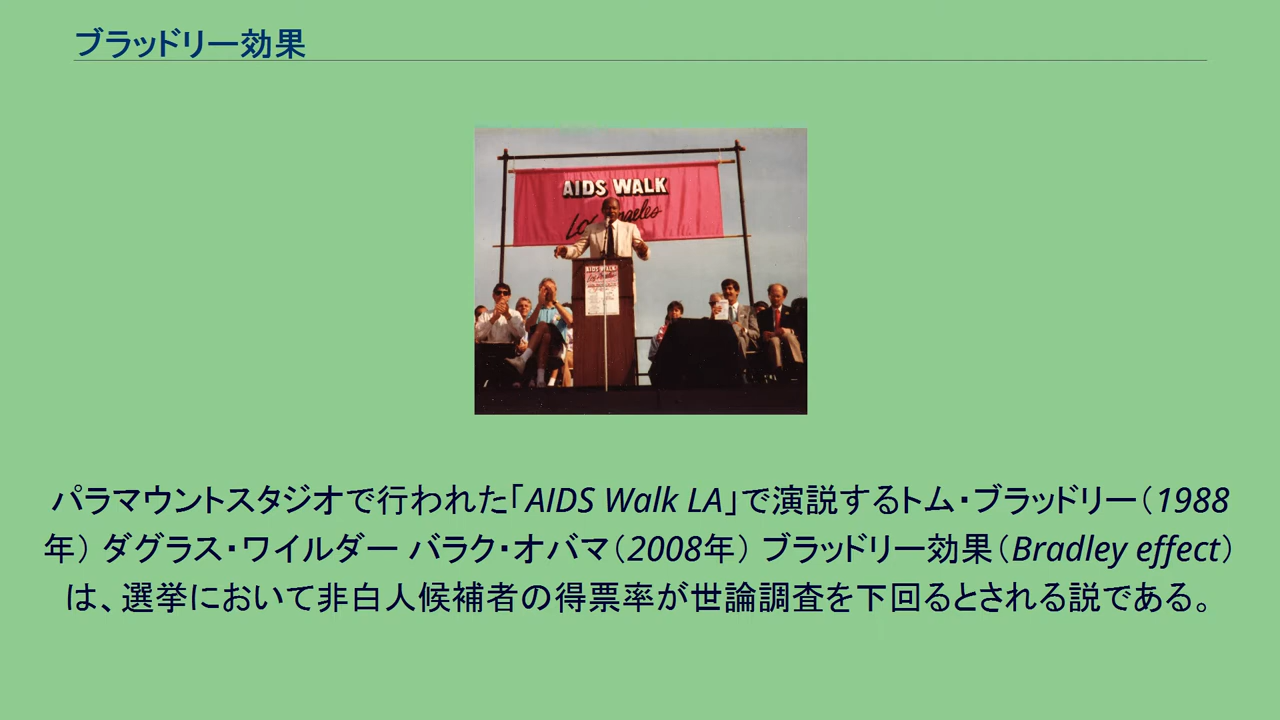 ブラッドリー効果
AIDS WALK
Los Angeles
AIDS WALK
パラマウントスタジオで行われた「AIDS Walk LA」で演説するトム・ブラッドリー（1988
年） ダグラス・ワイルダー バラク・オバマ（2008年） ブラッドリー効果（Bradley effect）
は、選挙において非白人候補者の得票率が世論調査を下回るとされる説である。